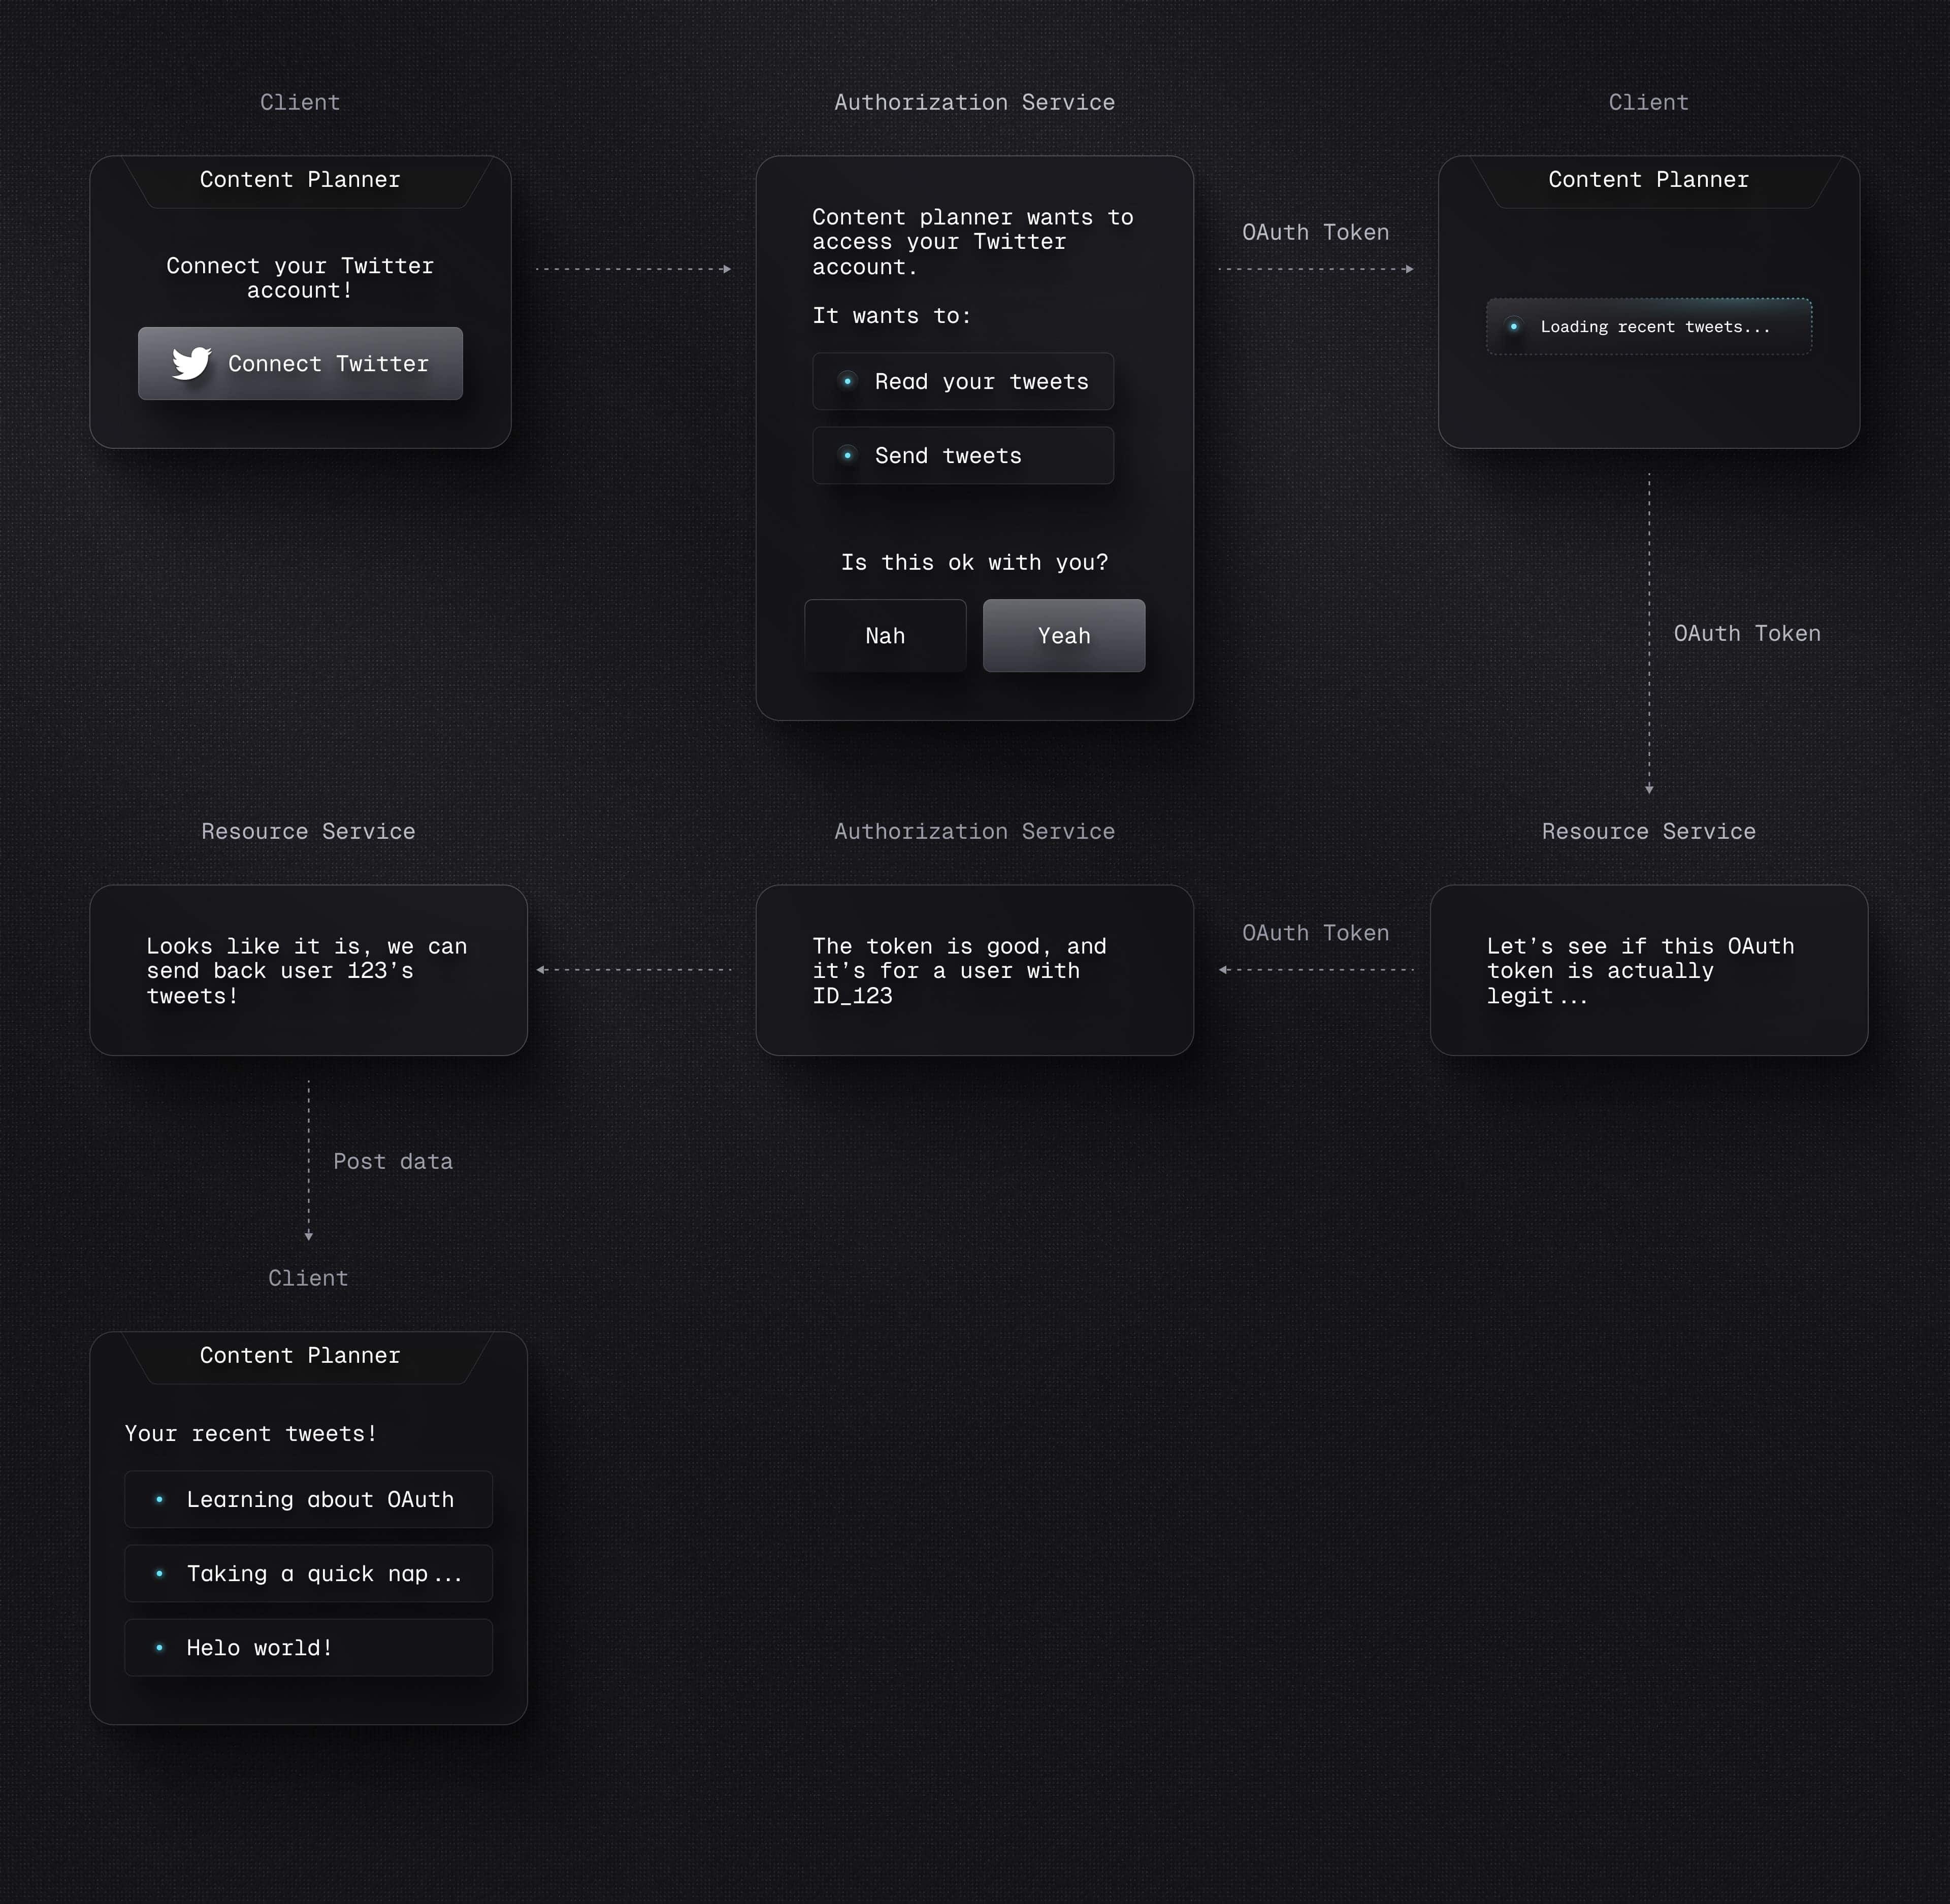 Client
Content Planner
Connect your Twitter
account!
Connect Twitter
Authorization Service
Content planner wants to
access your Twitter
account.
It wants to:
Read your tweets
Send tweets
Is this ok with you?
Nah
Yeah
OAuth Token
Client
Content Planner
Loading recent tweets...
OAuth Token
Resource Service
Let’s see if this OAuth
token is actually
legit...
OAuth Token
Authorization Service
The token is good, and
it’s for a user with
ID_123
Resource Service
Looks like it is, we can
send back user 123’s
tweets!
Post data
Client
Content Planner
Your recent tweets!
Learning about OAuth
Taking a quick nap...
Helo world!